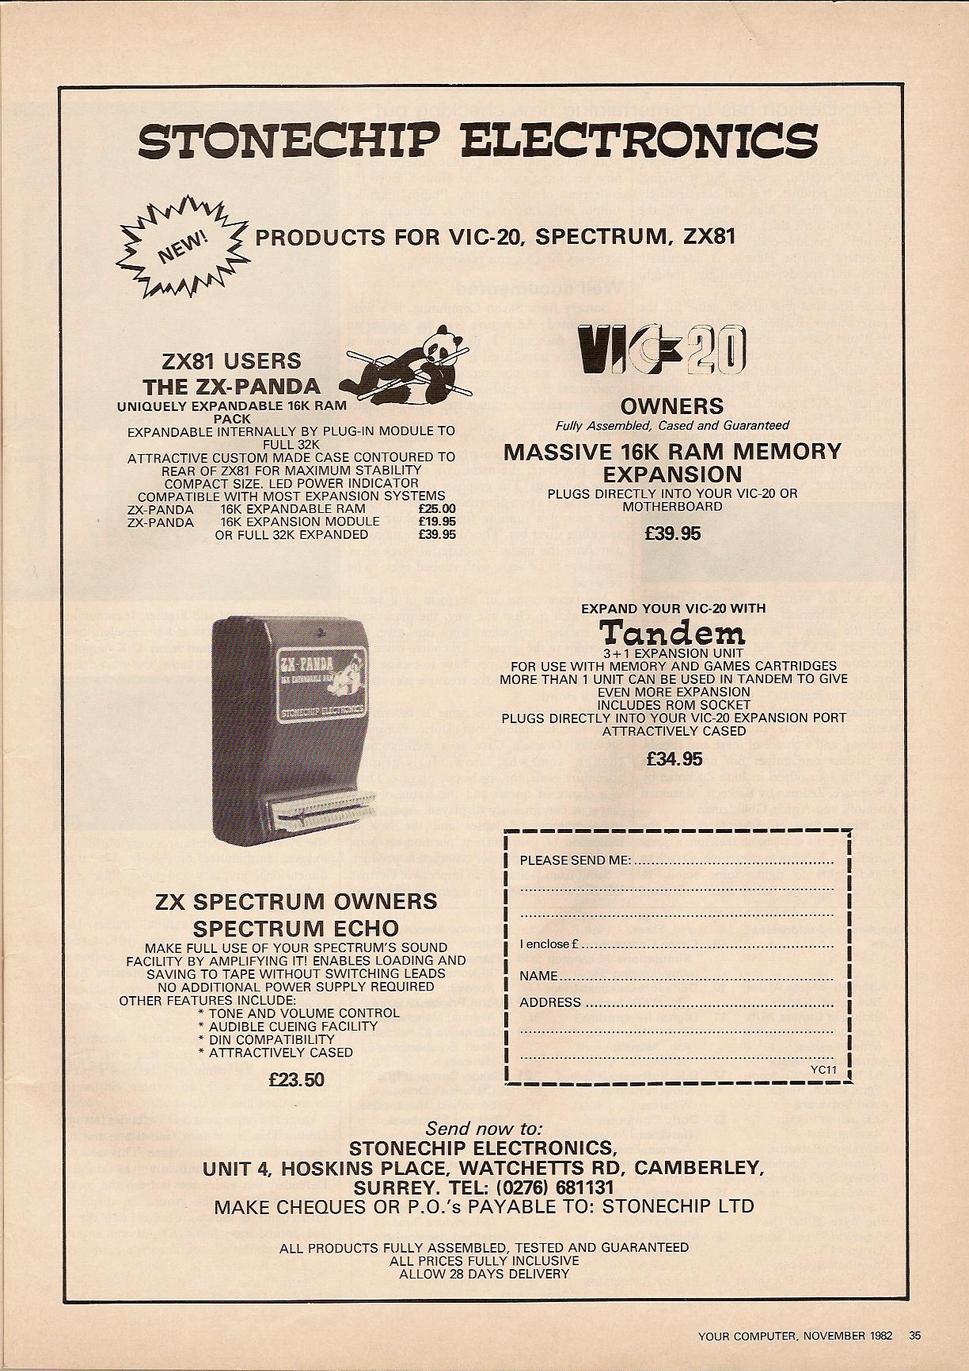 STONECHIP ELECTRONICS
NEW!
PRODUCTS FOR VIC-20, SPECTRUM, ZX81
ZX81 USERS
THE ZX-PANDA
UNIQUELY EXPANDABLE 16K RAM
PACK
EXPANDABLE INTERNALLY BY PLUG-IN MODULE TO
FULL 32K
ATTRACTIVE CUSTOM MADE CASE CONTOURED TO
REAR OF ZX81 FOR MAXIMUM STABILITY
COMPACT SIZE. LED POWER INDICATOR
COMPATIBLE WITH MOST EXPANSION SYSTEMS
ZX-PANDA 16K EXPANDABLE RAM £25.00
ZX-PANDA 16K EXPANSION MODULE £19.95
OR FULL 32K EXPANDED £39.95
VIC-20
OWNERS
Fully Assembled, Cased and Guaranteed
MASSIVE 16K RAM MEMORY
EXPANSION
PLUGS DIRECTLY INTO YOUR VIC-20 OR
MOTHERBOARD
£39.95
ZX-PANDA
16K EXPANDABLE RAM
STONECHIP ELECTRONICS
EXPAND YOUR VIC-20 WITH
Tandem
3+1 EXPANSION UNIT
FOR USE WITH MEMORY AND GAMES CARTRIDGES
MORE THAN 1 UNIT CAN BE USED IN TANDEM TO GIVE
EVEN MORE EXPANSION
INCLUDES ROM SOCKET
PLUGS DIRECTLY INTO YOUR VIC-20 EXPANSION PORT
ATTRACTIVELY CASED
£34.95
ZX SPECTRUM OWNERS
SPECTRUM ECHO
MAKE FULL USE OF YOUR SPECTRUM'S SOUND
FACILITY BY AMPLIFYING IT! ENABLES LOADING AND
SAVING TO TAPE WITHOUT SWITCHING LEADS
NO ADDITIONAL POWER SUPPLY REQUIRED
OTHER FEATURES INCLUDE:
* TONE AND VOLUME CONTROL
* AUDIBLE CUEING FACILITY
* DIN COMPATIBILITY
* ATTRACTIVELY CASED
£23.50
PLEASE SEND ME:
I enclose £
NAME
ADDRESS
YC11
Send now to:
STONECHIP ELECTRONICS,
UNIT 4, HOSKINS PLACE, WATCHETTS RD, CAMBERLEY,
SURREY. TEL: (0276) 681131
MAKE CHEQUES OR P.O.'s PAYABLE TO: STONECHIP LTD
ALL PRODUCTS FULLY ASSEMBLED, TESTED AND GUARANTEED
ALL PRICES FULLY INCLUSIVE
ALLOW 28 DAYS DELIVERY
YOUR COMPUTER, NOVEMBER 1982 35